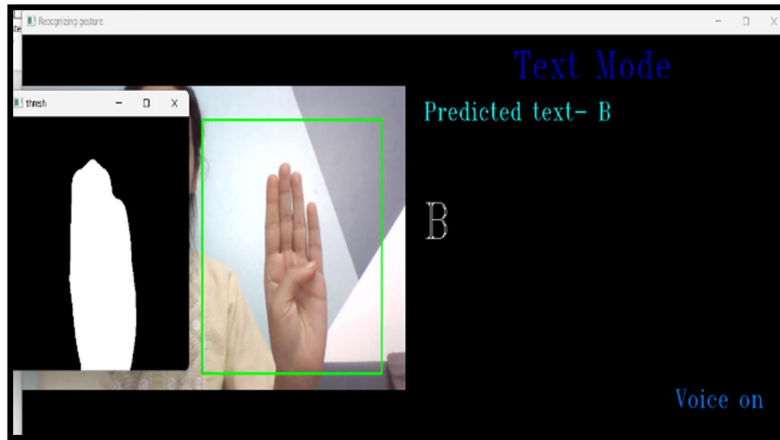 Recognizing gesture
Text Mode
thresh
Predicted text- B
B
Voice on